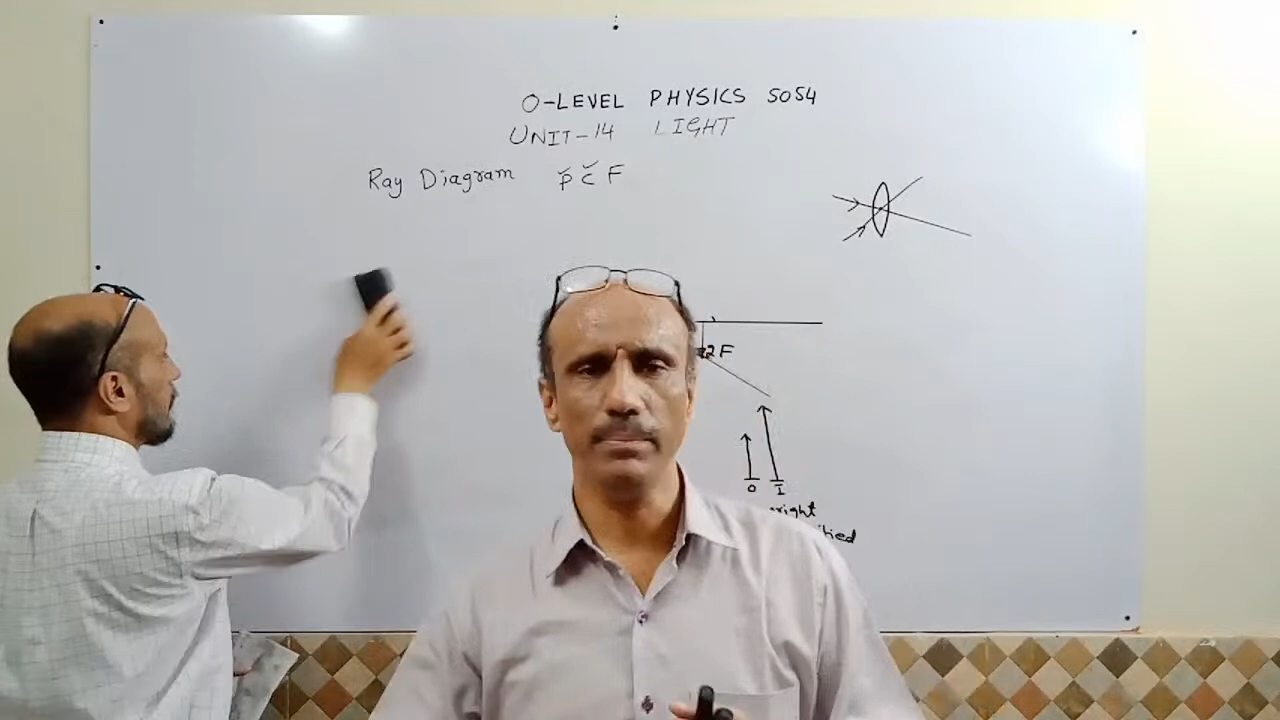 O-LEVEL PHYSICS 5054
UNIT-14 LIGHT
Ray Diagram P C F
2F
O I